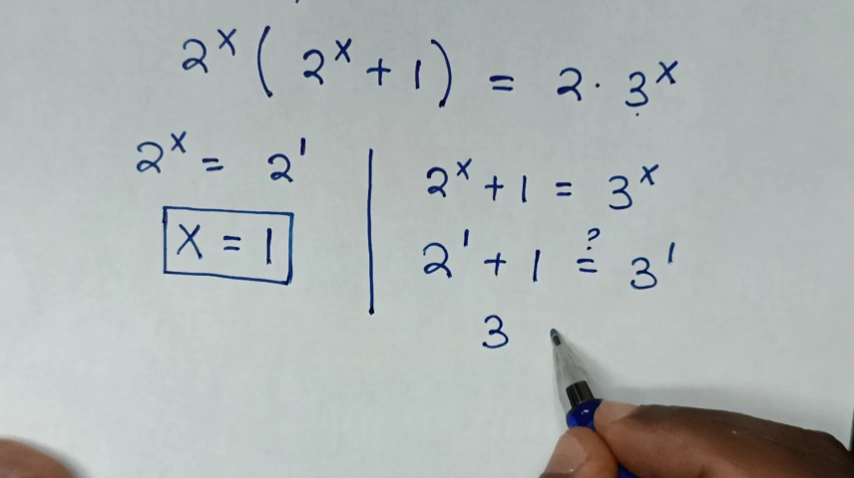 2^x ( 2^x + 1 ) = 2 · 3^x
2^x = 2^1
x = 1
2^x + 1 = 3^x
2^1 + 1 ≟ 3^1
3